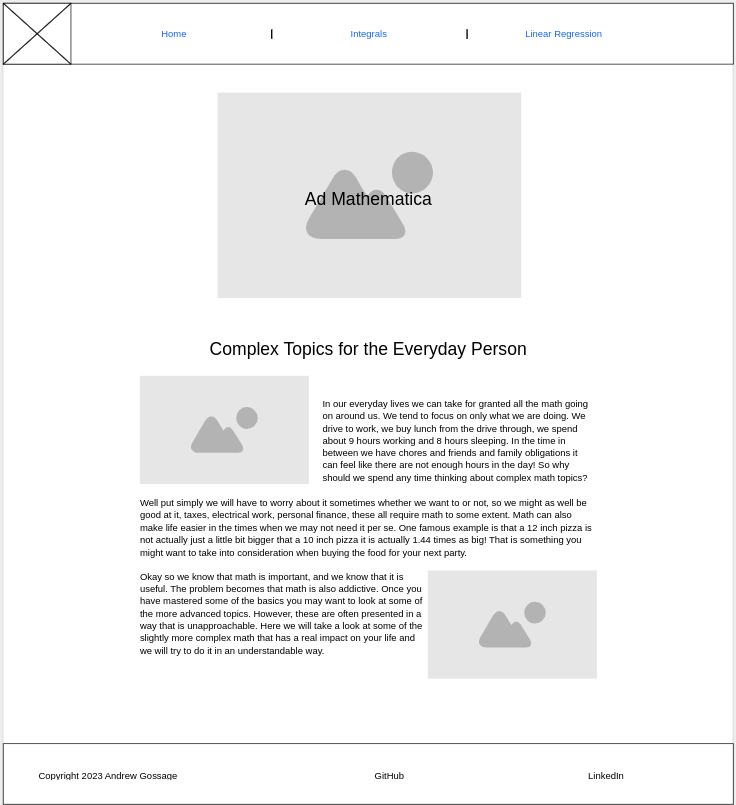 Home | Integrals | Linear Regression
Ad Mathematica
Complex Topics for the Everyday Person
In our everyday lives we can take for granted all the math going
on around us. We tend to focus on only what we are doing. We
drive to work, we buy lunch from the drive through, we spend
about 9 hours working and 8 hours sleeping. In the time in
between we have chores and friends and family obligations it
can feel like there are not enough hours in the day! So why
should we spend any time thinking about complex math topics?
Well put simply we will have to worry about it sometimes whether we want to or not, so we might as well be
good at it, taxes, electrical work, personal finance, these all require math to some extent. Math can also
make life easier in the times when we may not need it per se. One famous example is that a 12 inch pizza is
not actually just a little bit bigger that a 10 inch pizza it is actually 1.44 times as big! That is something you
might want to take into consideration when buying the food for your next party.
Okay so we know that math is important, and we know that it is
useful. The problem becomes that math is also addictive. Once you
have mastered some of the basics you may want to look at some of
the more advanced topics. However, these are often presented in a
way that is unapproachable. Here we will take a look at some of the
slightly more complex math that has a real impact on your life and
we will try to do it in an understandable way.
Copyright 2023 Andrew Gossage GitHub LinkedIn